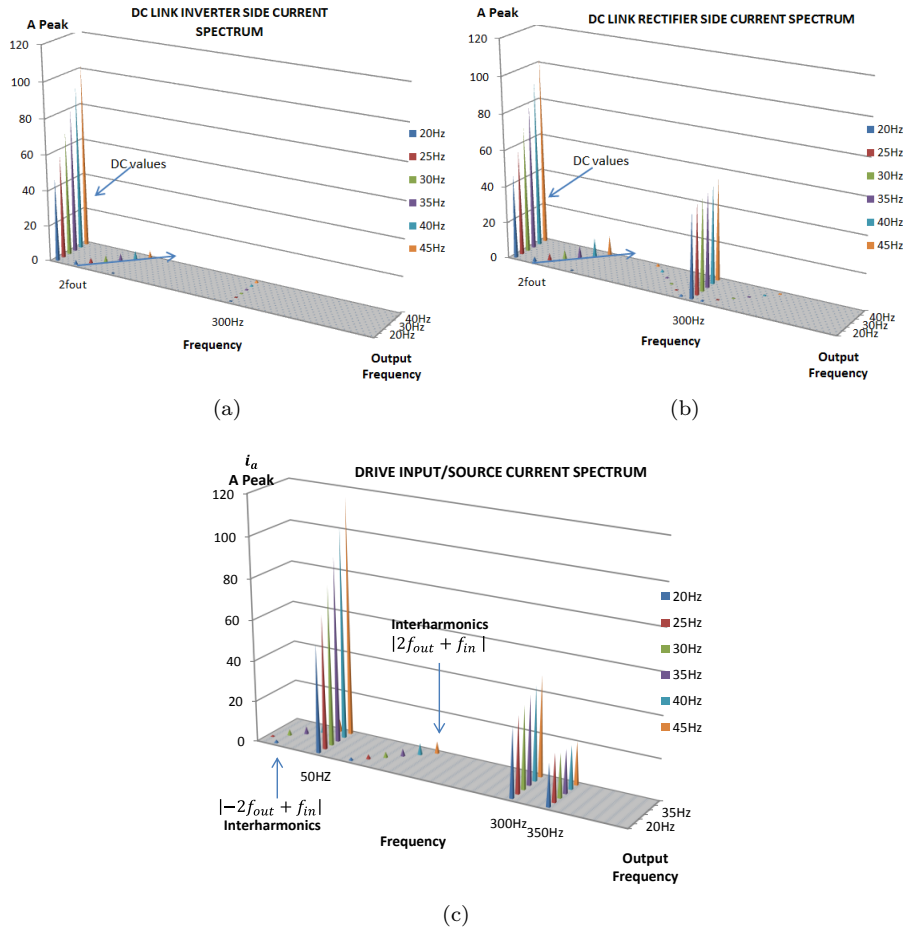 DC LINK INVERTER SIDE CURRENT
SPECTRUM
A Peak
120
100
80
60
40
20
0
DC values
2fout
300Hz
Frequency
40Hz
30Hz
20Hz
Output
Frequency
20Hz
25Hz
30Hz
35Hz
40Hz
45Hz
(a)
DC LINK RECTIFIER SIDE CURRENT SPECTRUM
A Peak
120
100
80
60
40
20
0
DC values
2fout
300Hz
Frequency
40Hz
30Hz
20Hz
Output
Frequency
20Hz
25Hz
30Hz
35Hz
40Hz
45Hz
(b)
i_a
A Peak
DRIVE INPUT/SOURCE CURRENT SPECTRUM
120
100
80
60
40
20
0
Interharmonics
|2f_out + f_in |
50HZ
|−2f_out + f_in|
Interharmonics
300Hz
350Hz
Frequency
35Hz
20Hz
Output
Frequency
20Hz
25Hz
30Hz
35Hz
40Hz
45Hz
(c)